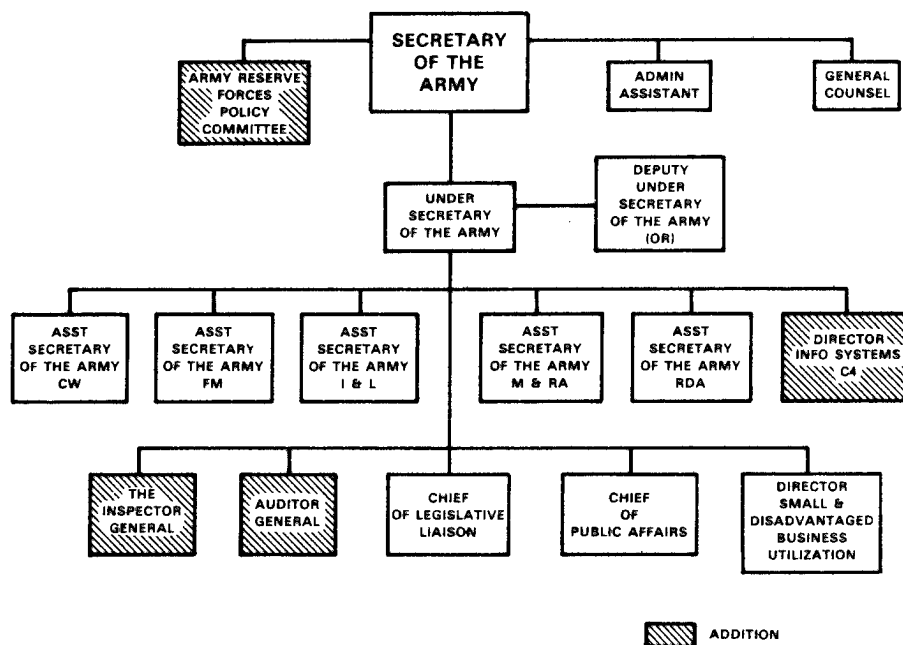 SECRETARY
OF THE
ARMY
ARMY RESERVE
FORCES
POLICY
COMMITTEE
ADMIN
ASSISTANT
GENERAL
COUNSEL
UNDER
SECRETARY
OF THE ARMY
DEPUTY
UNDER
SECRETARY
OF THE ARMY
(OR)
ASST
SECRETARY
OF THE ARMY
CW
ASST
SECRETARY
OF THE ARMY
FM
ASST
SECRETARY
OF THE ARMY
I & L
ASST
SECRETARY
OF THE ARMY
M & RA
ASST
SECRETARY
OF THE ARMY
RDA
DIRECTOR
INFO SYSTEMS
C4
THE
INSPECTOR
GENERAL
AUDITOR
GENERAL
CHIEF
OF LEGISLATIVE
LIAISON
CHIEF
OF
PUBLIC AFFAIRS
DIRECTOR
SMALL &
DISADVANTAGED
BUSINESS
UTILIZATION
ADDITION